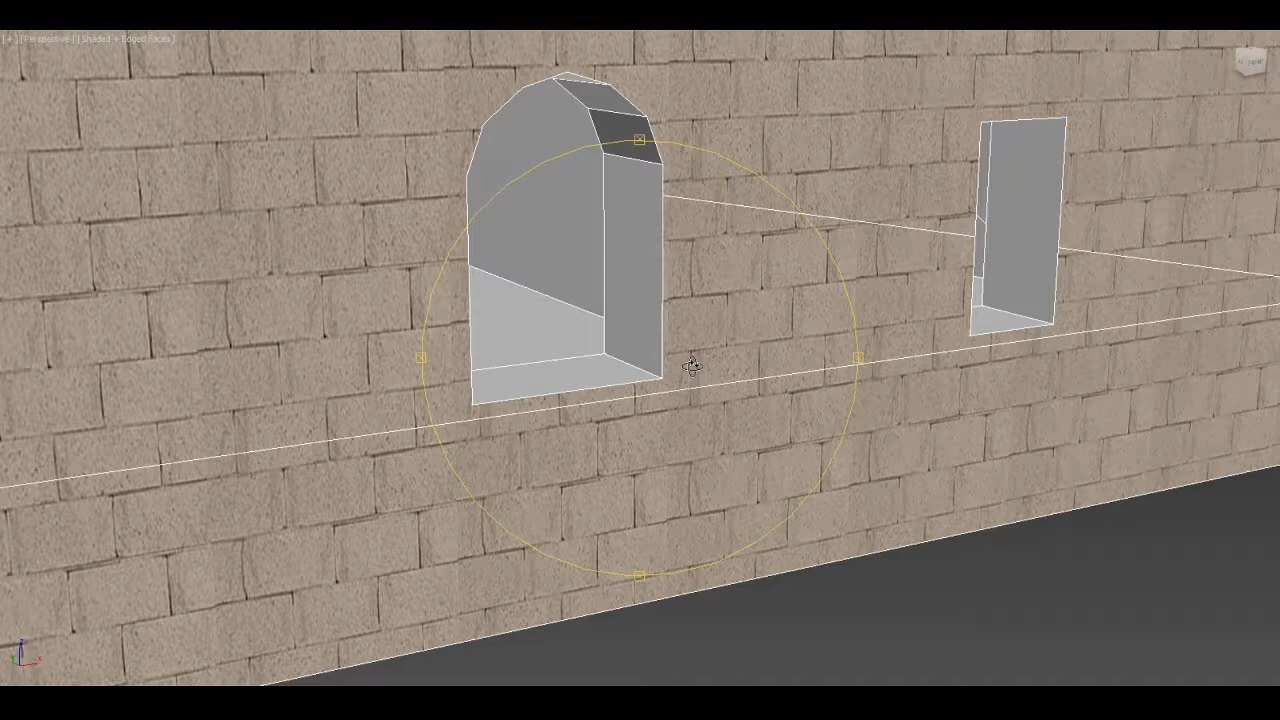 [ + ] [ Perspective ] [ Shaded + Edged Faces ]